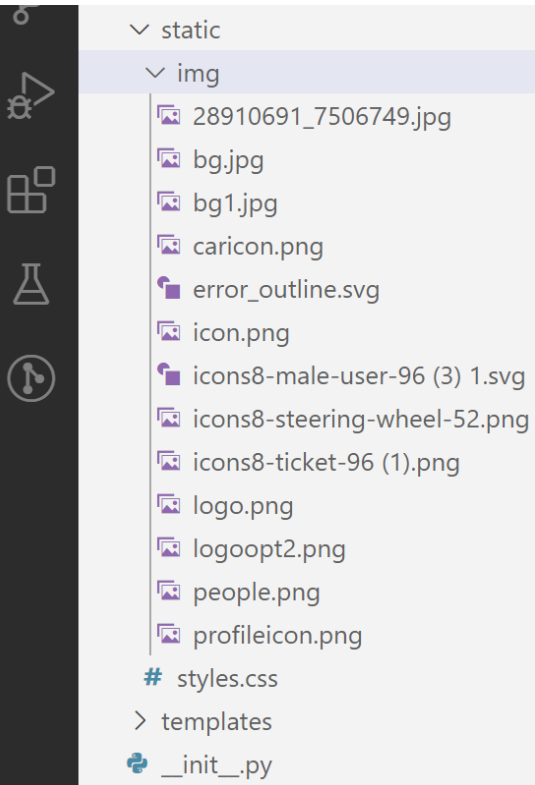 static
img
28910691_7506749.jpg
bg.jpg
bg1.jpg
caricon.png
error_outline.svg
icon.png
icons8-male-user-96 (3) 1.svg
icons8-steering-wheel-52.png
icons8-ticket-96 (1).png
logo.png
logoopt2.png
people.png
profileicon.png
# styles.css
templates
__init__.py